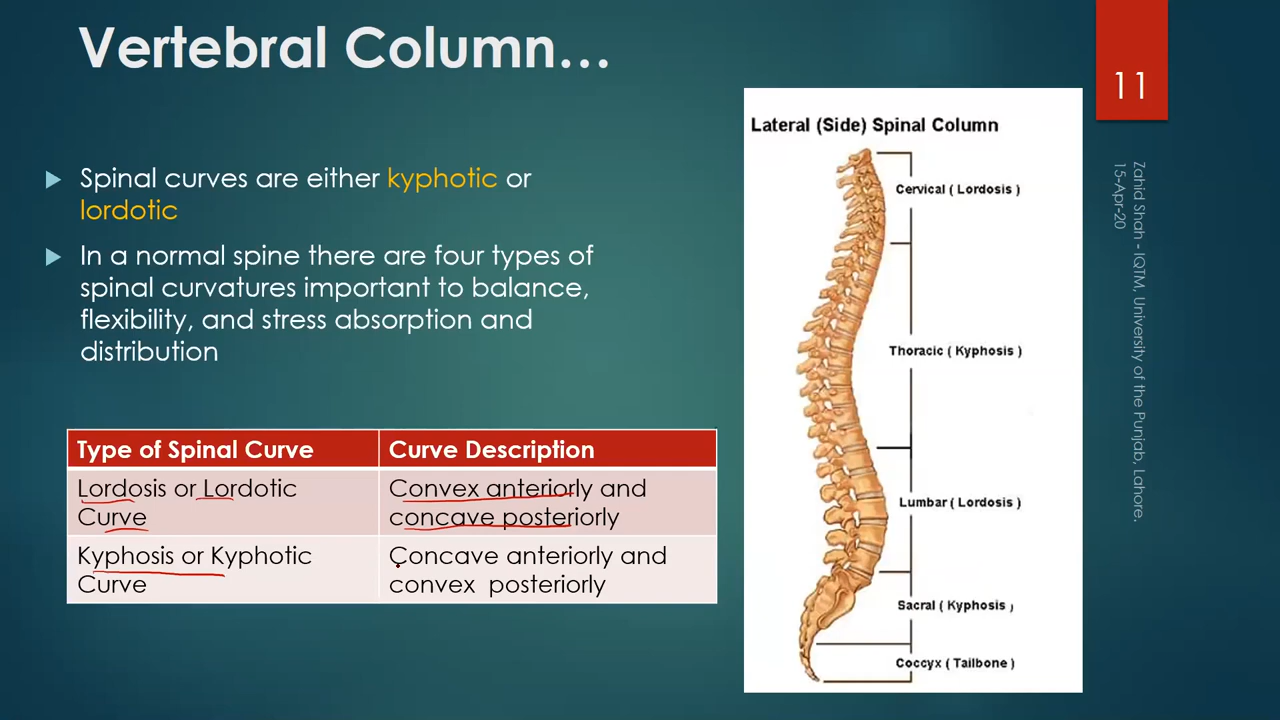 Vertebral Column...
11
Spinal curves are either kyphotic or
lordotic
In a normal spine there are four types of
spinal curvatures important to balance,
flexibility, and stress absorption and
distribution
Type of Spinal Curve
Curve Description
Lordosis or Lordotic
Curve
Convex anteriorly and
concave posteriorly
Kyphosis or Kyphotic
Curve
Concave anteriorly and
convex posteriorly
Lateral (Side) Spinal Column
Cervical ( Lordosis )
Thoracic ( Kyphosis )
Lumbar ( Lordosis )
Sacral ( Kyphosis )
Coccyx ( Tailbone )
Zahid Shah - IQTM, University of the Punjab, Lahore.
15-Apr-20